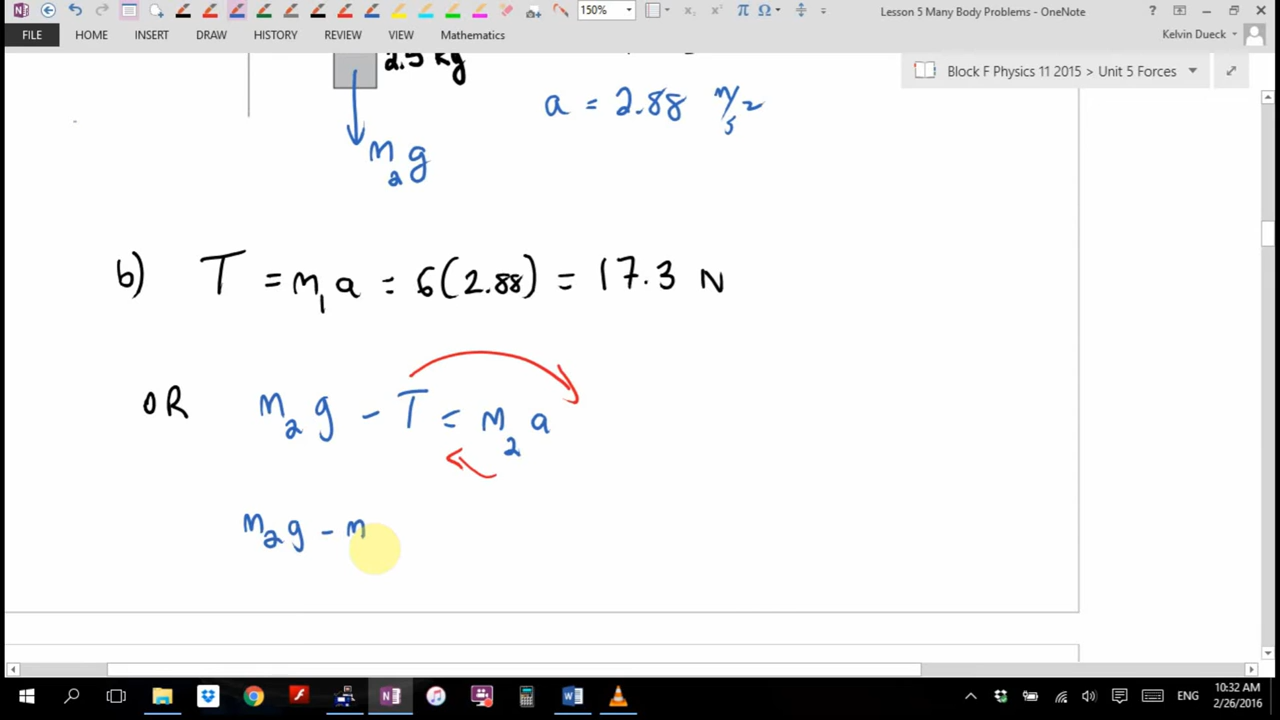 150%
Lesson 5 Many Body Problems - OneNote
FILE HOME INSERT DRAW HISTORY REVIEW VIEW Mathematics
Kelvin Dueck
Block F Physics 11 2015 > Unit 5 Forces
2.5 kg
a = 2.88 m/s2
m2g
b) T = m1a = 6(2.88) = 17.3 N
OR m2g - T = m2a
m2g - m
ENG
10:32 AM
2/26/2016